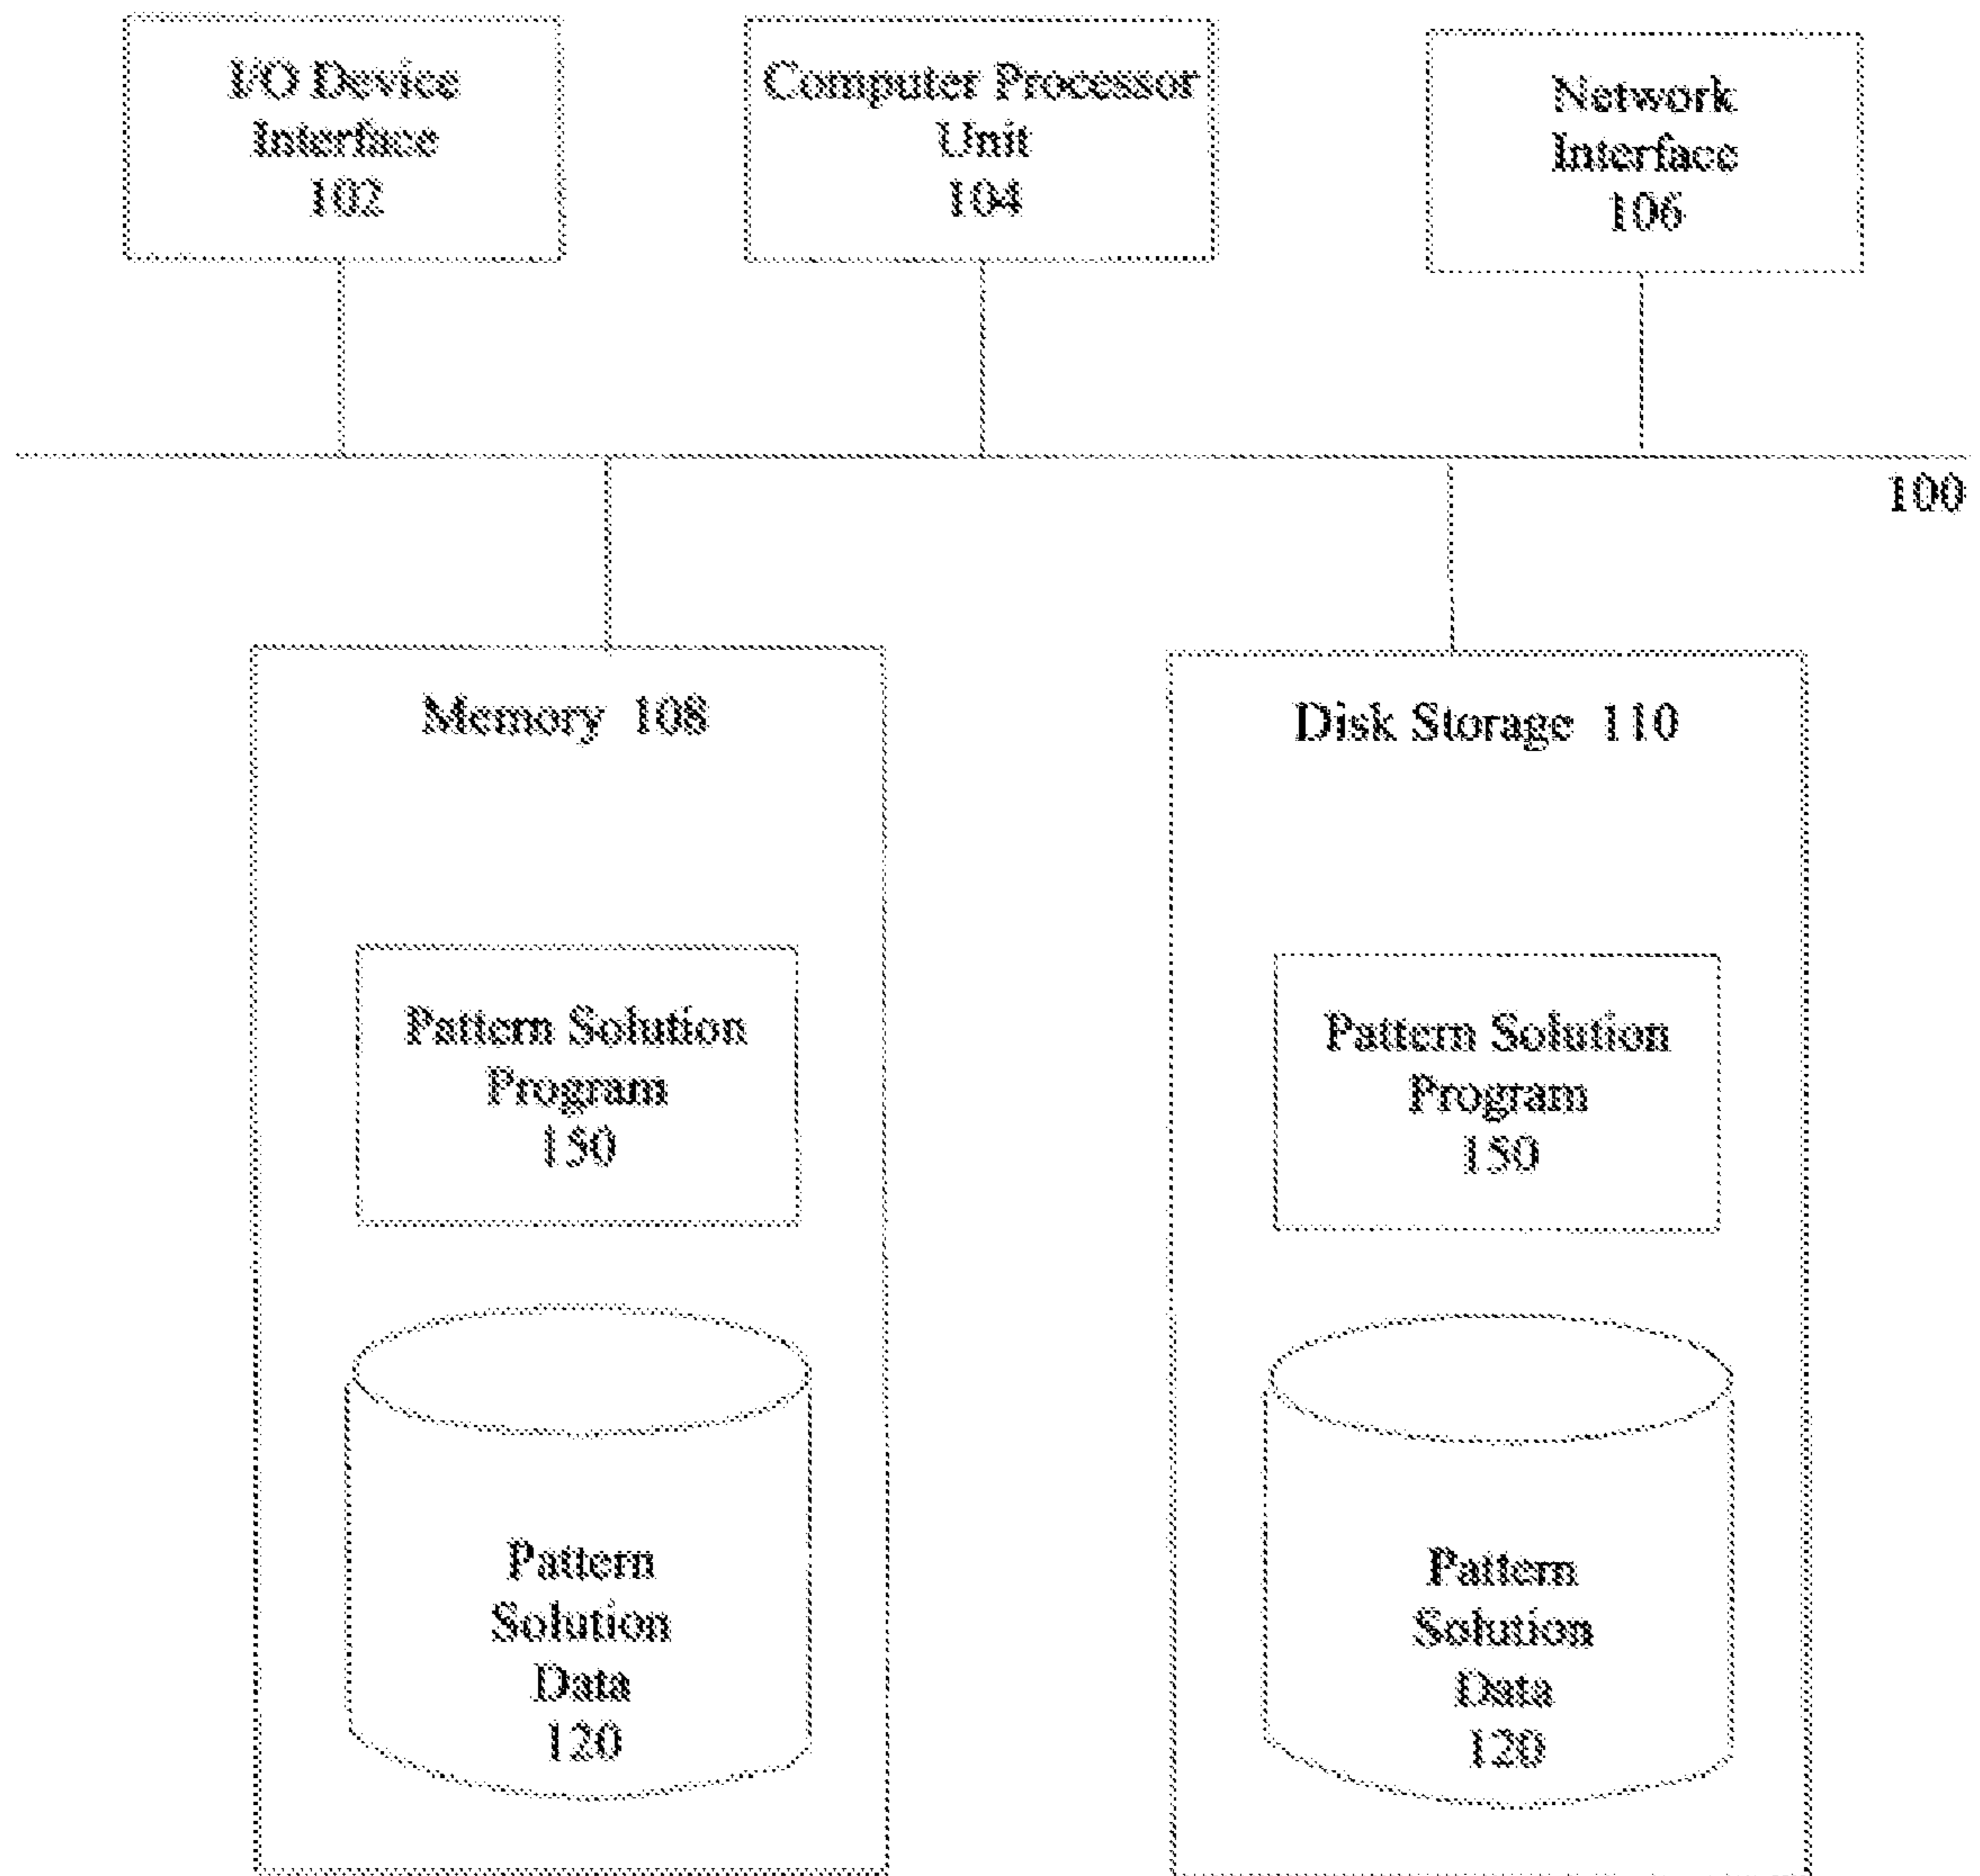 I/O Device
Interface
102
Computer Processor
Unit
104
Network
Interface
106
100
Memory 108
Disk Storage 110
Pattern Solution
Program
150
Pattern Solution
Program
150
Pattern
Solution
Data
120
Pattern
Solution
Data
120